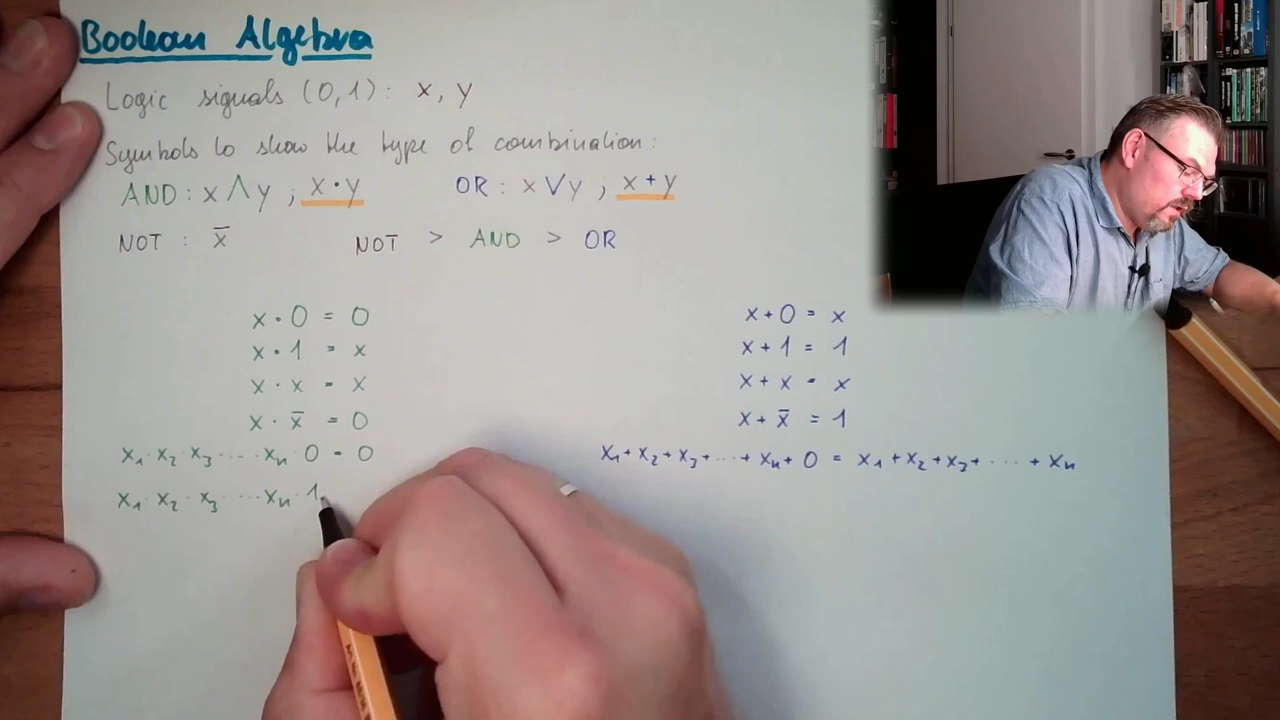 Boolean Algebra
Logic signals (0,1): x, y
Symbols to show the type of combination:
AND: x ∧ y ; x · y OR: x ∨ y ; x + y
NOT : x̅ NOT > AND > OR
x · 0 = 0
x · 1 = x
x · x = x
x · x̅ = 0
x₁ · x₂ · x₃ ····· xₙ · 0 = 0
x₁ · x₂ · x₃ ···· xₙ · 1
x + 0 = x
x + 1 = 1
x + x = x
x + x̅ = 1
x₁ + x₂ + x₃ + ··· + xₙ + 0 = x₁ + x₂ + x₃ + ···· + xₙ